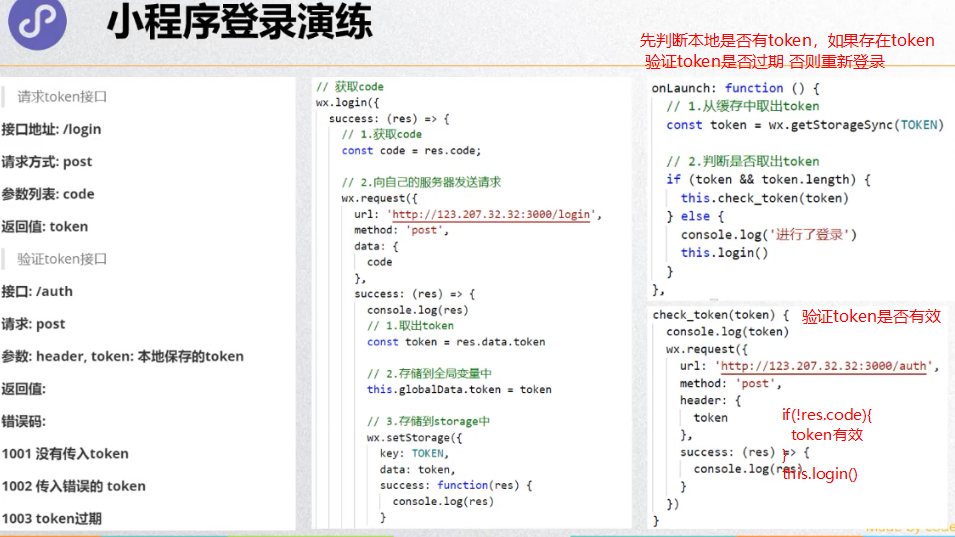 小程序登录演练
先判断本地是否有token，如果存在token
验证token是否过期 否则重新登录
请求token接口
接口地址: /login
请求方式: post
参数列表: code
返回值: token
验证token接口
接口: /auth
请求: post
参数: header, token: 本地保存的token
返回值:
错误码:
1001 没有传入token
1002 传入错误的 token
1003 token过期
// 获取code
wx.login({
success: (res) => {
// 1.获取code
const code = res.code;
// 2.向自己的服务器发送请求
wx.request({
url: 'http://123.207.32.32:3000/login',
method: 'post',
data: {
code
},
success: (res) => {
console.log(res)
// 1.取出token
const token = res.data.token
// 2.存储到全局变量中
this.globalData.token = token
// 3.存储到storage中
wx.setStorage({
key: TOKEN,
data: token,
success: function(res) {
console.log(res)
}
onLaunch: function () {
// 1.从缓存中取出token
const token = wx.getStorageSync(TOKEN)
// 2.判断是否取出token
if (token && token.length) {
this.check_token(token)
} else {
console.log('进行了登录')
this.login()
}
},
check_token(token) {
验证token是否有效
console.log(token)
wx.request({
url: 'http://123.207.32.32:3000/auth',
method: 'post',
header: {
token
},
success: (res) => {
console.log(res)
}
})
}
if(!res.code){
token有效
}
this.login()